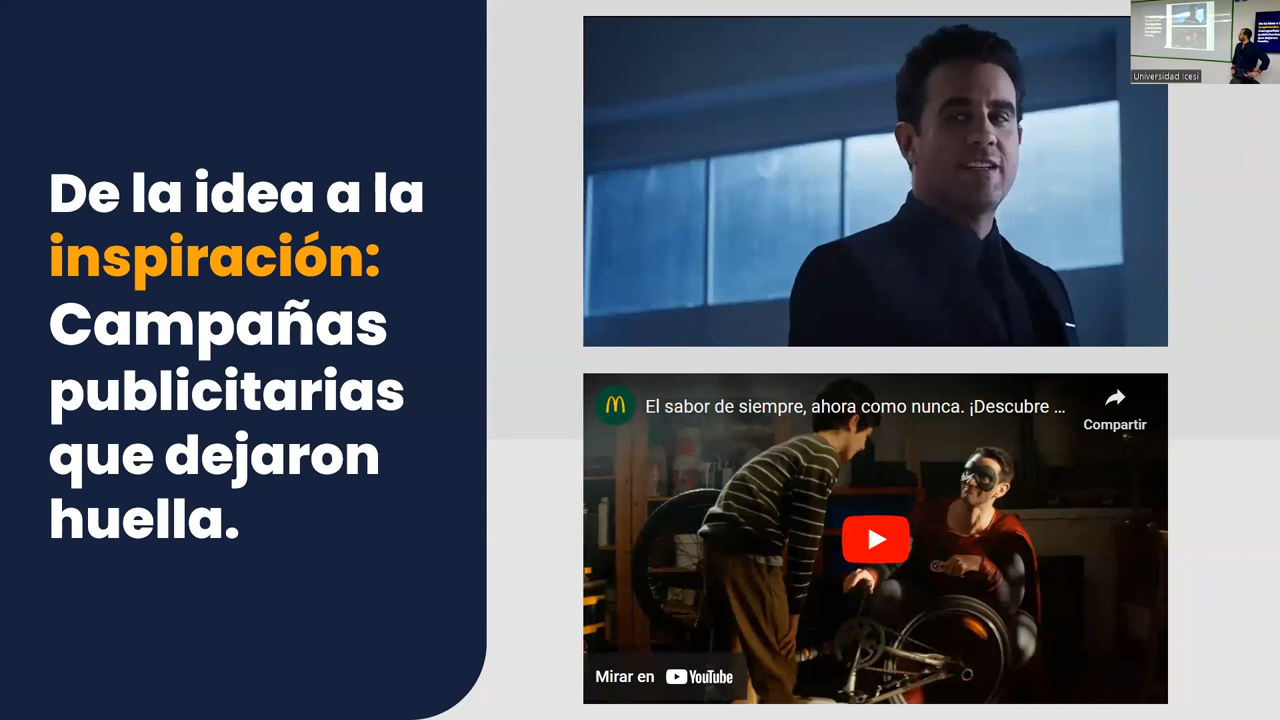 De la idea a la
inspiración:
Campañas
publicitarias
que dejaron
huella.
El sabor de siempre, ahora como nunca. ¡Descubre ...
Compartir
Mirar en YouTube
Universidad Icesi